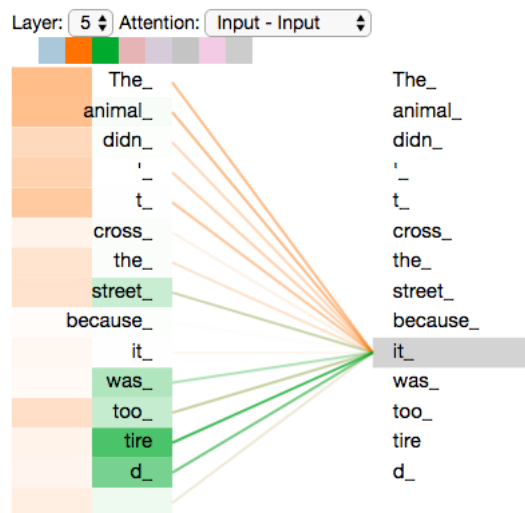 Layer: 5 Attention: Input - Input
The_ The_
animal_ animal_
didn_ didn_
'_ '_
t_ t_
cross_ cross_
the_ the_
street_ street_
because_ because_
it_ it_
was_ was_
too_ too_
tire tire
d_ d_